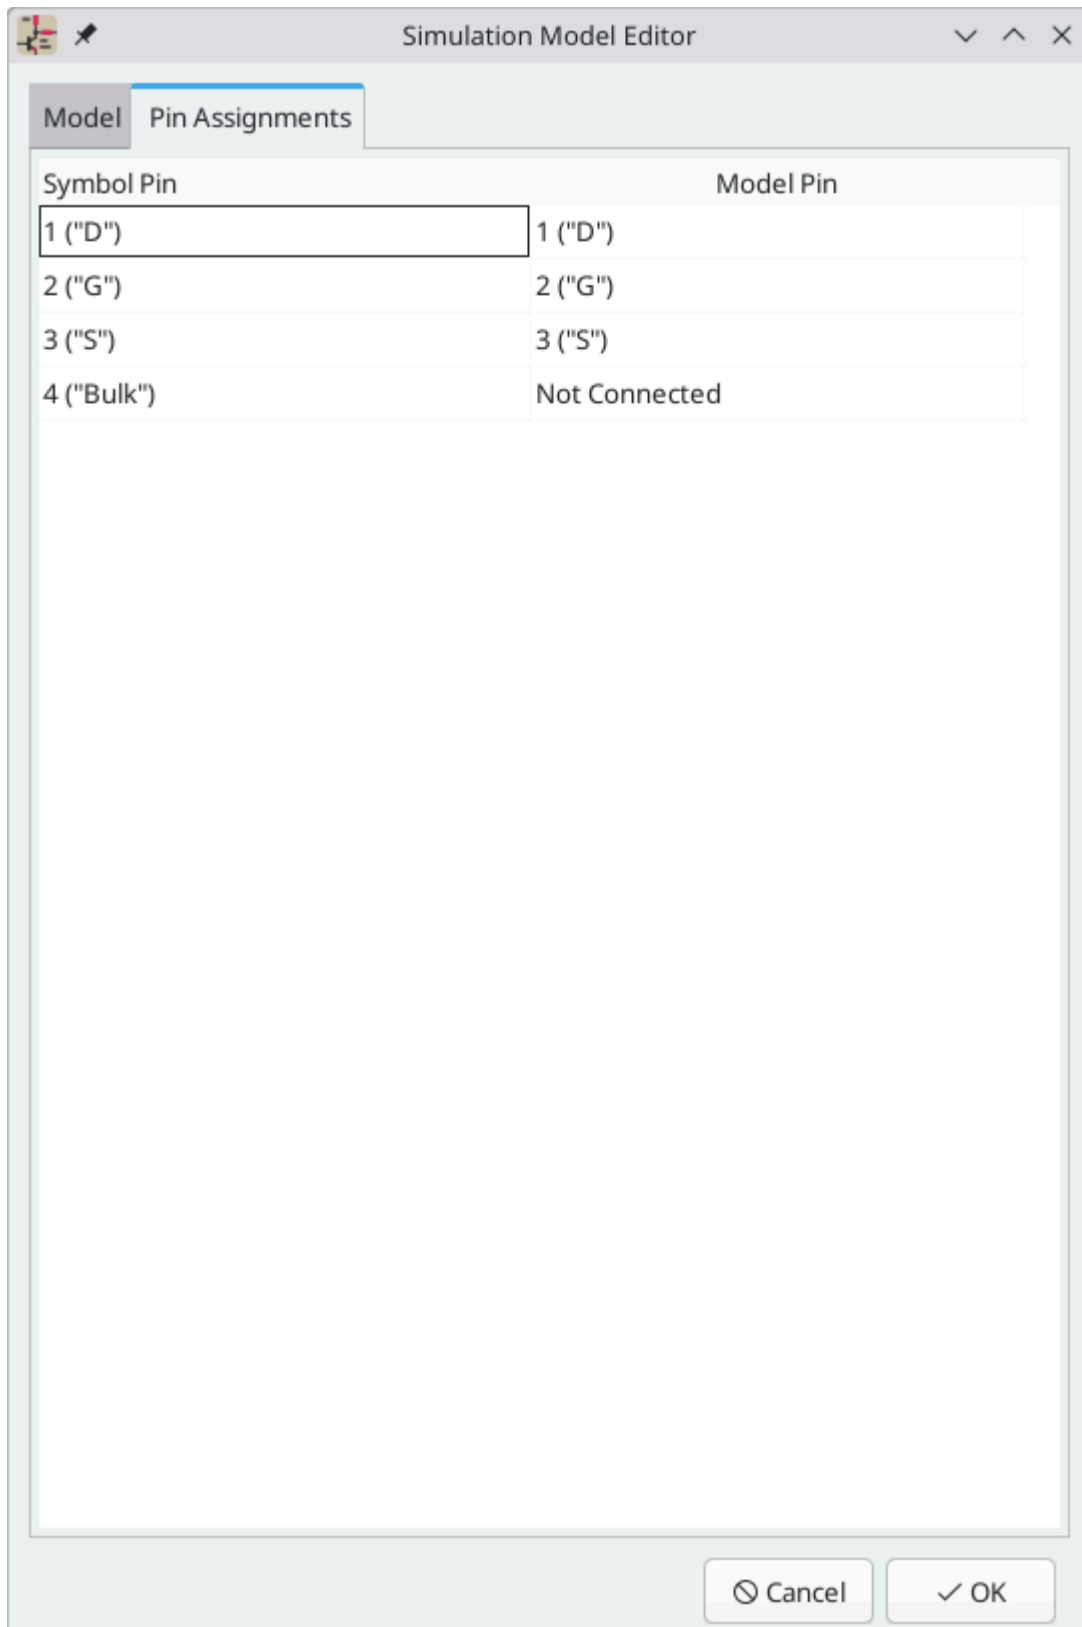 Simulation Model Editor
Model Pin Assignments
Symbol Pin Model Pin
1 ("D") 1 ("D")
2 ("G") 2 ("G")
3 ("S") 3 ("S")
4 ("Bulk") Not Connected
Cancel OK